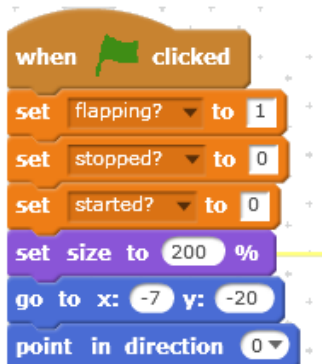 when clicked
set flapping? to 1
set stopped? to 0
set started? to 0
set size to 200 %
go to x: -7 y: -20
point in direction 0